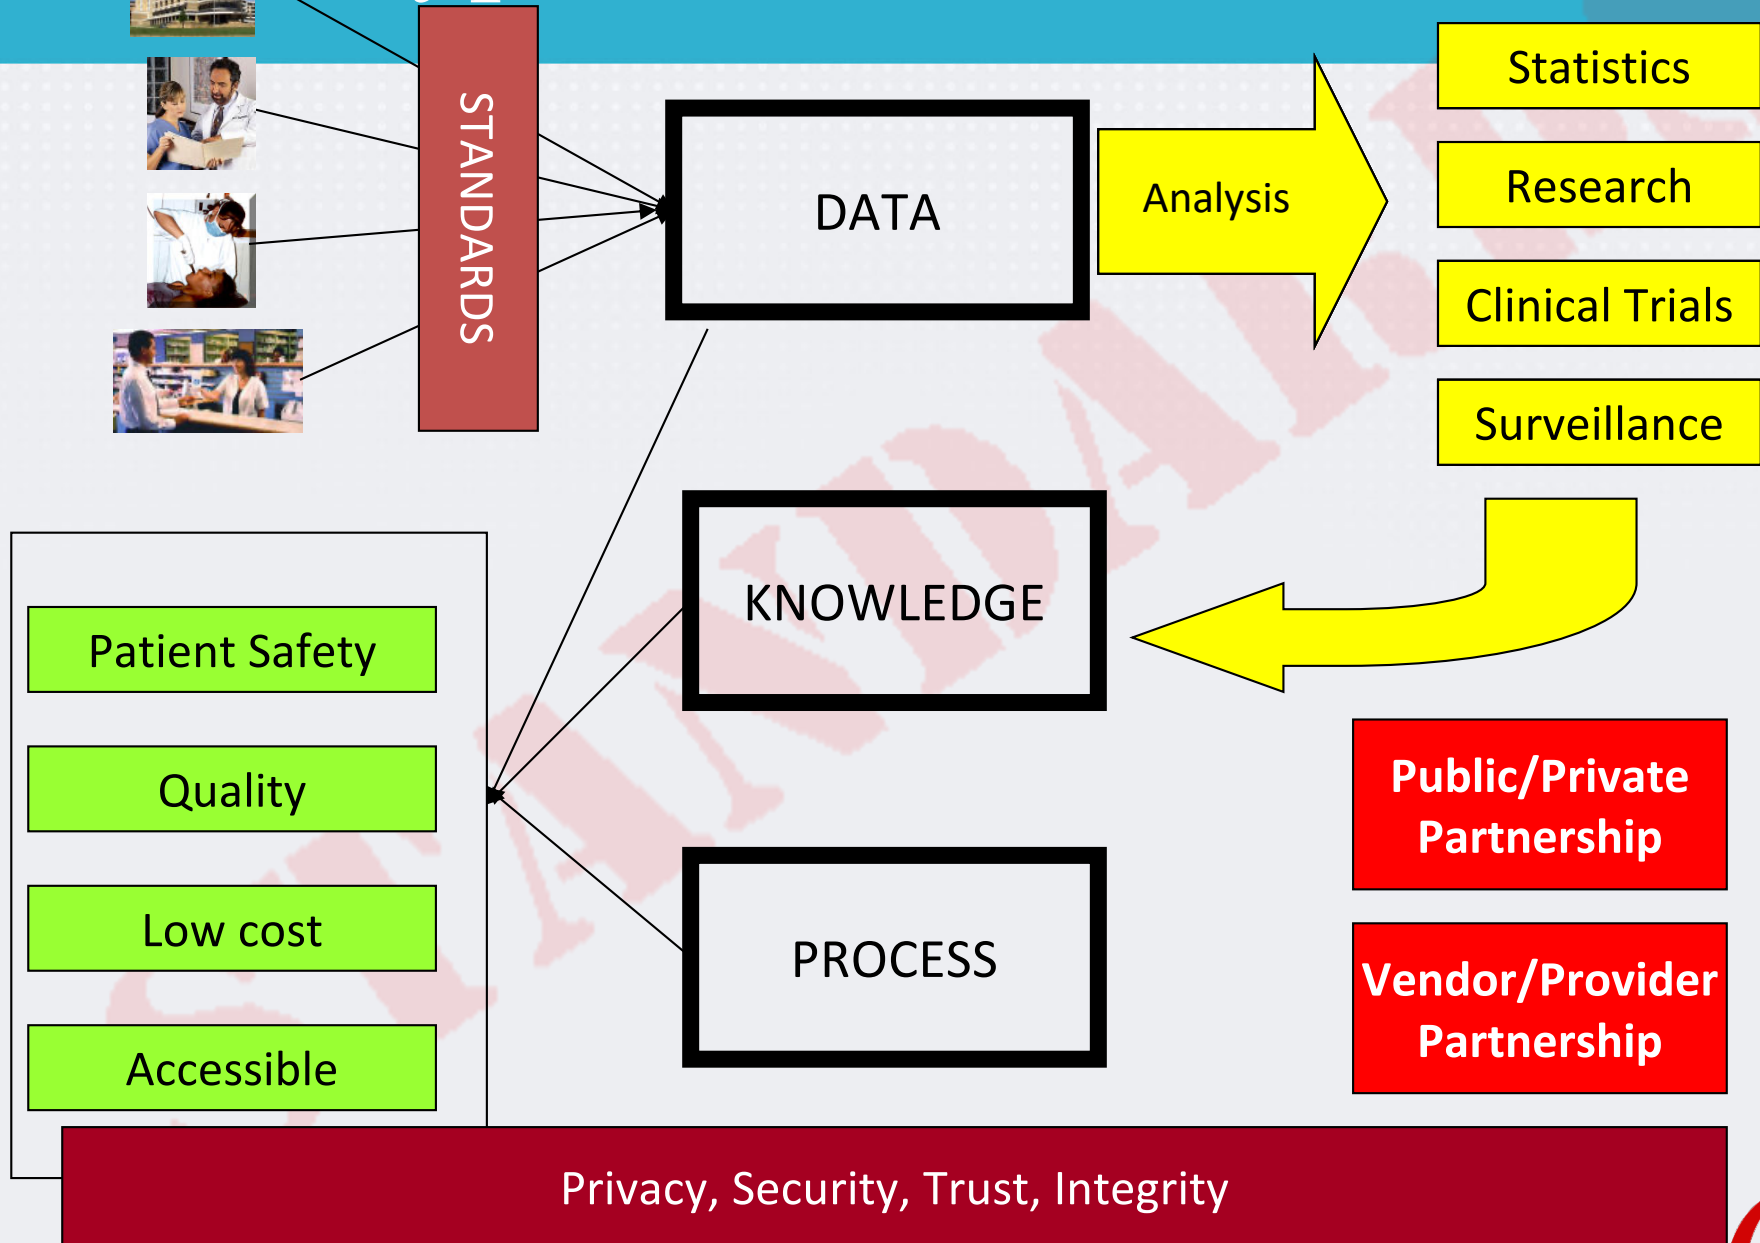 STANDARDS
DATA
Analysis
Statistics
Research
Clinical Trials
Surveillance
KNOWLEDGE
Patient Safety
Quality
Low cost
Accessible
PROCESS
Public/Private
Partnership
Vendor/Provider
Partnership
Privacy, Security, Trust, Integrity
STANDARDS